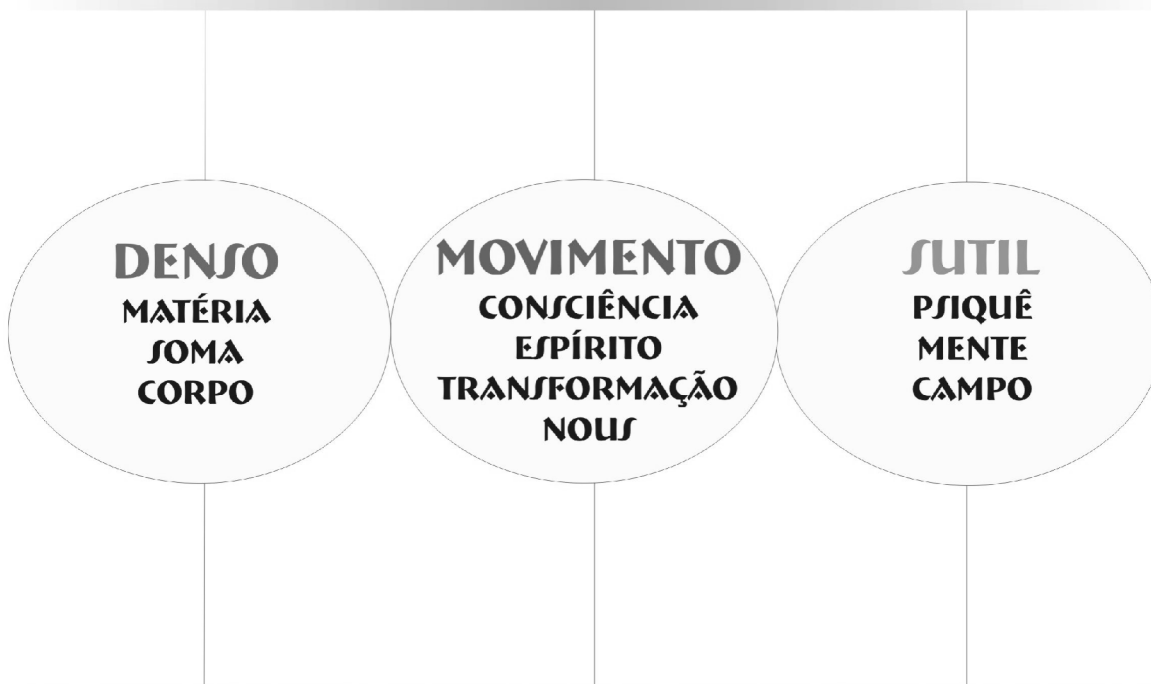 DENSO
MATÉRIA
SOMA
CORPO
MOVIMENTO
CONSCIÊNCIA
ESPÍRITO
TRANSFORMAÇÃO
NOUS
SUTIL
PSIQUÊ
MENTE
CAMPO